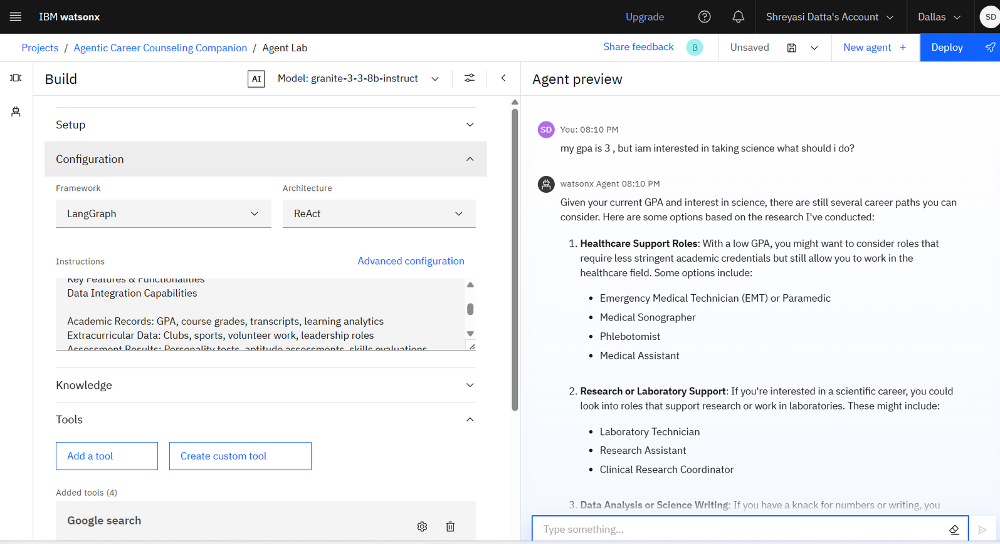 IBM watsonx
Upgrade
Shreyasi Datta's Account
Dallas
SD
Projects / Agentic Career Counseling Companion / Agent Lab
Share feedback
β
Unsaved
New agent +
Deploy
Build
AI
Model: granite-3-3-8b-instruct
Setup
Configuration
Framework
Architecture
LangGraph
ReAct
Instructions
Advanced configuration
Key Features & Functionalities
Data Integration Capabilities
Academic Records: GPA, course grades, transcripts, learning analytics
Extracurricular Data: Clubs, sports, volunteer work, leadership roles
Assessment Results: Personality tests, aptitude assessments, skills evaluations
Knowledge
Tools
Add a tool
Create custom tool
Added tools (4)
Google search
Agent preview
SD
You: 08:10 PM
my gpa is 3 , but iam interested in taking science what should i do?
watsonx Agent 08:10 PM
Given your current GPA and interest in science, there are still several career paths you can
consider. Here are some options based on the research I've conducted:
1. Healthcare Support Roles: With a low GPA, you might want to consider roles that
require less stringent academic credentials but still allow you to work in the
healthcare field. Some options include:
• Emergency Medical Technician (EMT) or Paramedic
• Medical Sonographer
• Phlebotomist
• Medical Assistant
2. Research or Laboratory Support: If you're interested in a scientific career, you could
look into roles that support research or work in laboratories. These might include:
• Laboratory Technician
• Research Assistant
• Clinical Research Coordinator
3. Data Analysis or Science Writing: If you have a knack for numbers or writing, you
Type something...